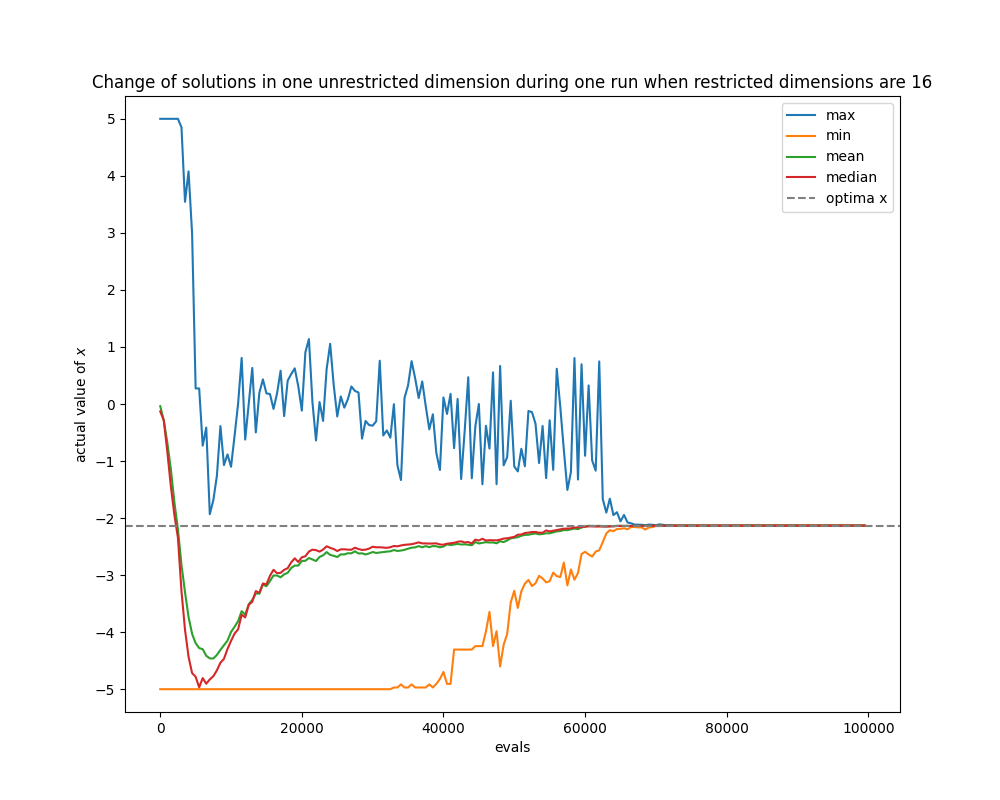 Change of solutions in one unrestricted dimension during one run when restricted dimensions are 16
max
min
mean
median
optima x
actual value of x
5
4
3
2
1
0
−1
−2
−3
−4
−5
0 20000 40000 60000 80000 100000
evals